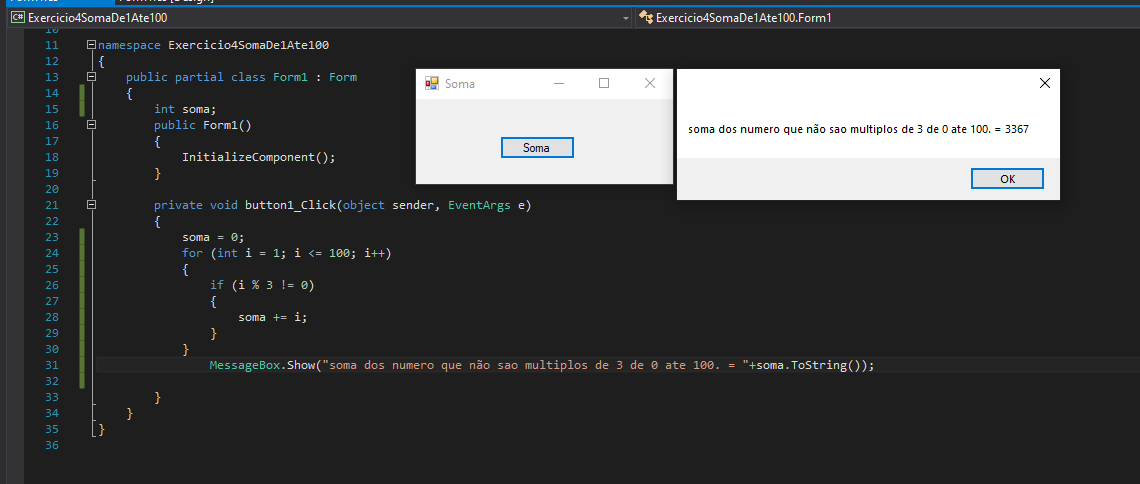 Exercicio4SomaDe1Ate100
Exercicio4SomaDe1Ate100.Form1
10
11 namespace Exercicio4SomaDe1Ate100
12 {
13 public partial class Form1 : Form
14 {
15 int soma;
16 public Form1()
17 {
18 InitializeComponent();
19 }
20
21 private void button1_Click(object sender, EventArgs e)
22 {
23 soma = 0;
24 for (int i = 1; i <= 100; i++)
25 {
26 if (i % 3 != 0)
27 {
28 soma += i;
29 }
30 }
31 MessageBox.Show("soma dos numero que não sao multiplos de 3 de 0 ate 100. = "+soma.ToString());
32
33 }
34 }
35 }
36
Soma
Soma
soma dos numero que não sao multiplos de 3 de 0 ate 100. = 3367
OK